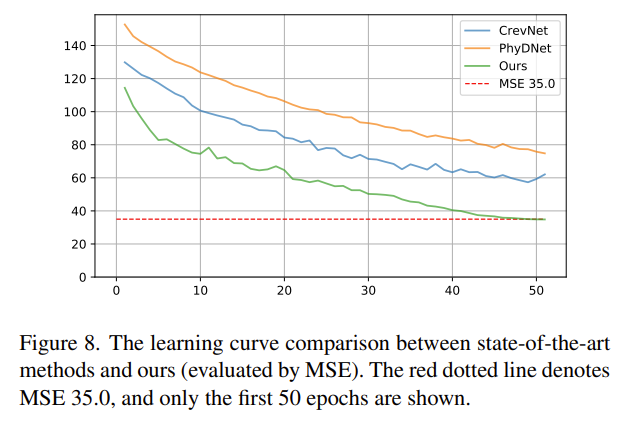 CrevNet
PhyDNet
Ours
MSE 35.0
140
120
100
80
60
40
20
0
0 10 20 30 40 50
Figure 8. The learning curve comparison between state-of-the-art
methods and ours (evaluated by MSE). The red dotted line denotes
MSE 35.0, and only the first 50 epochs are shown.